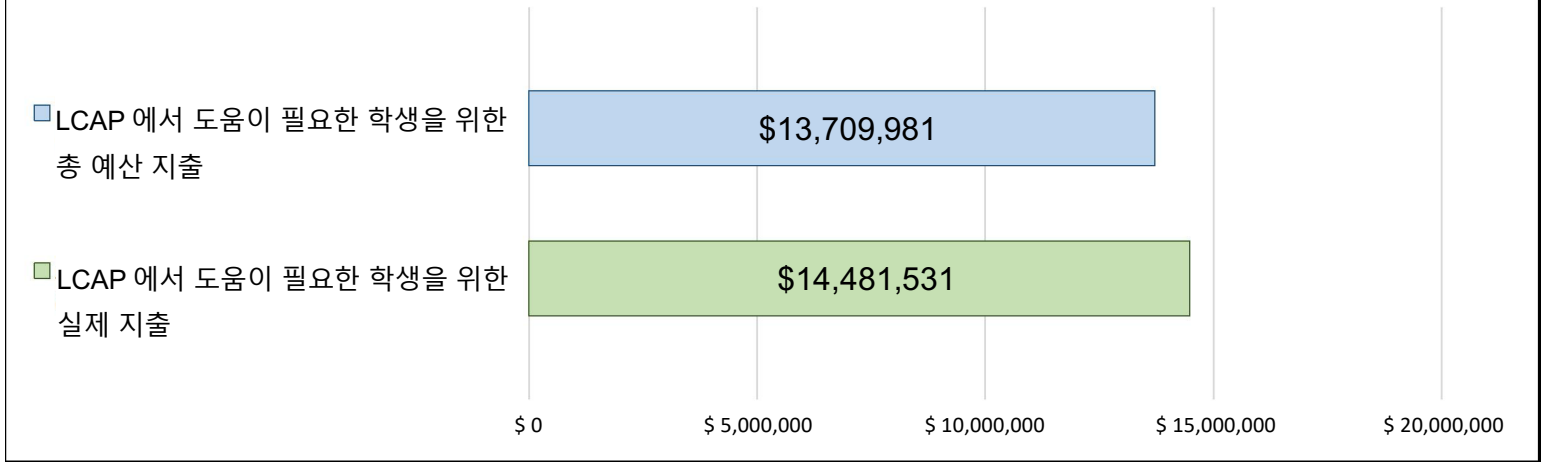 LCAP 에서 도움이 필요한 학생을 위한
총 예산 지출
$13,709,981
LCAP 에서 도움이 필요한 학생을 위한
실제 지출
$14,481,531
$ 0
$ 5,000,000
$ 10,000,000
$ 15,000,000
$ 20,000,000